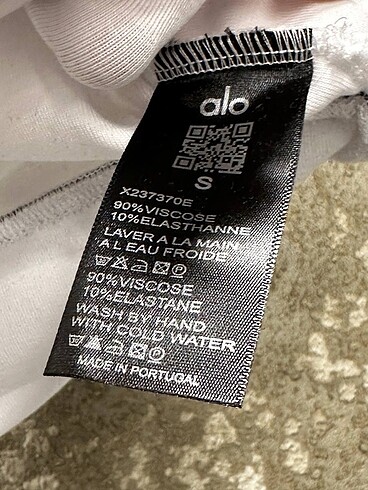 alo
S
X237370E
90%VISCOSE
10%ELASTHANNE
LAVER A LA MAIN
A L EAU FROIDE
90%VISCOSE
10%ELASTANE
WASH BY HAND
WITH COLD WATER
MADE IN PORTUGAL